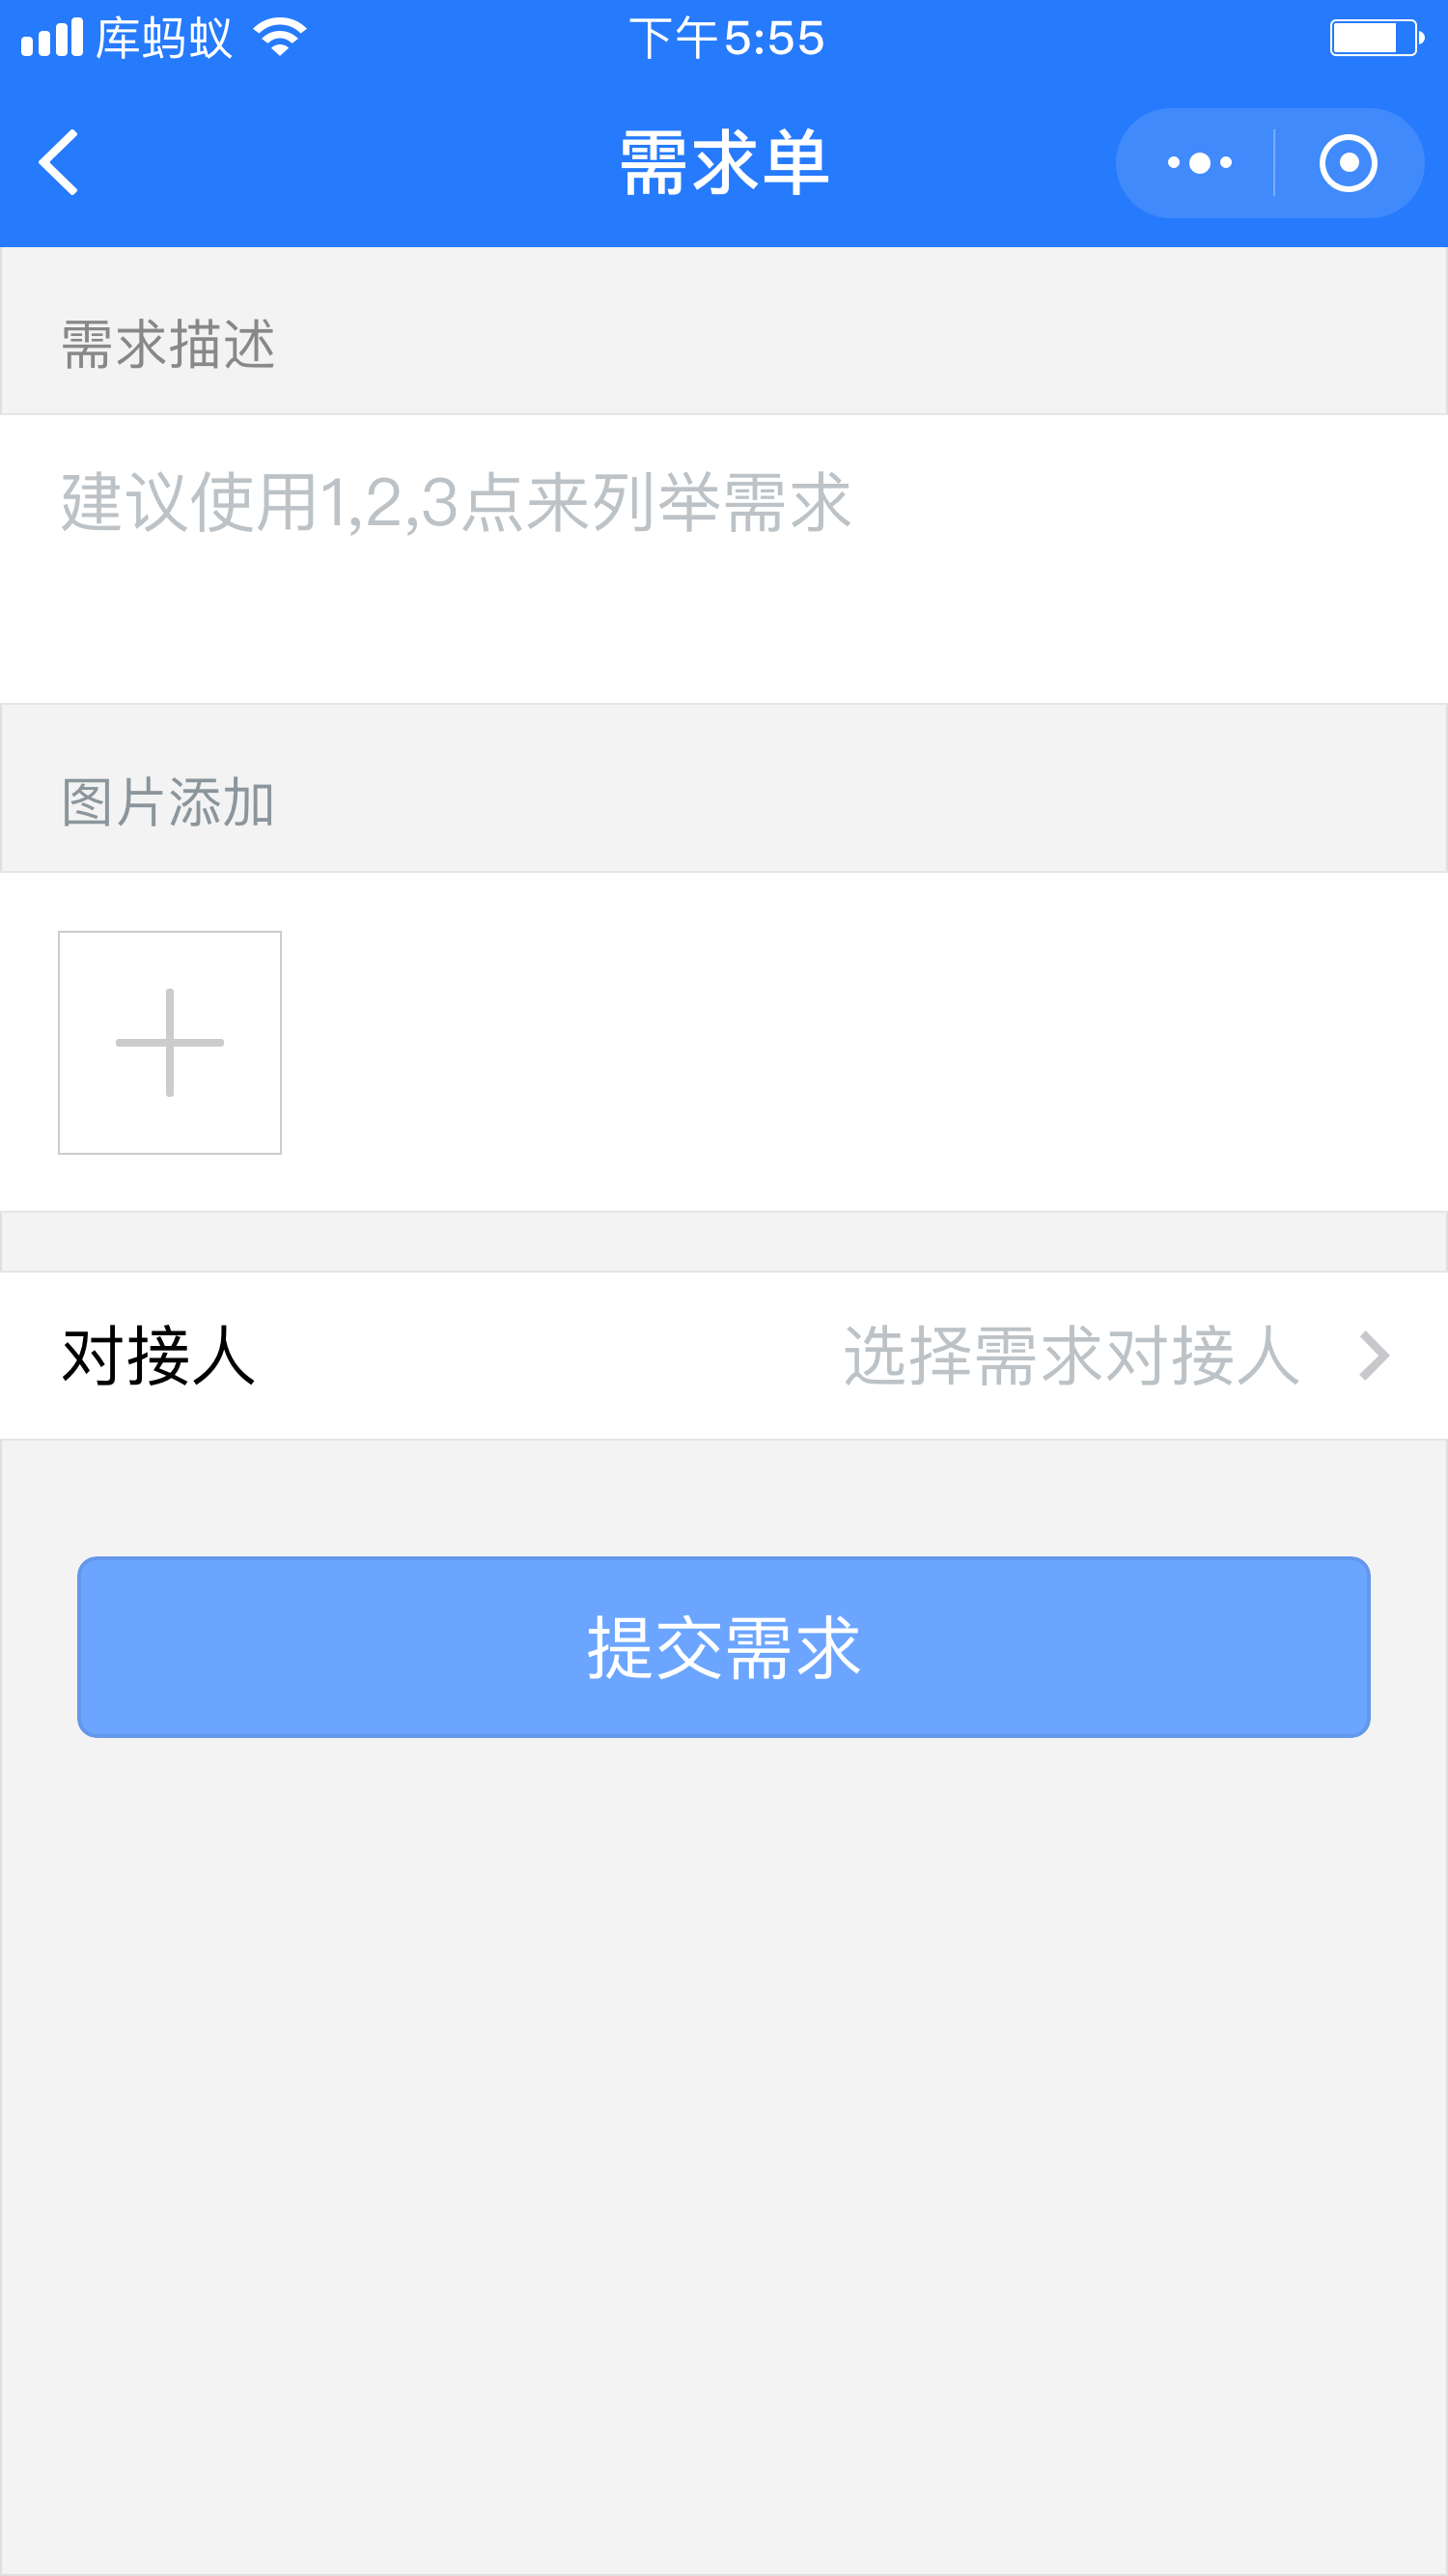 库蚂蚁 下午5:55
需求单
需求描述
建议使用1,2,3点来列举需求
图片添加
对接人 选择需求对接人
提交需求